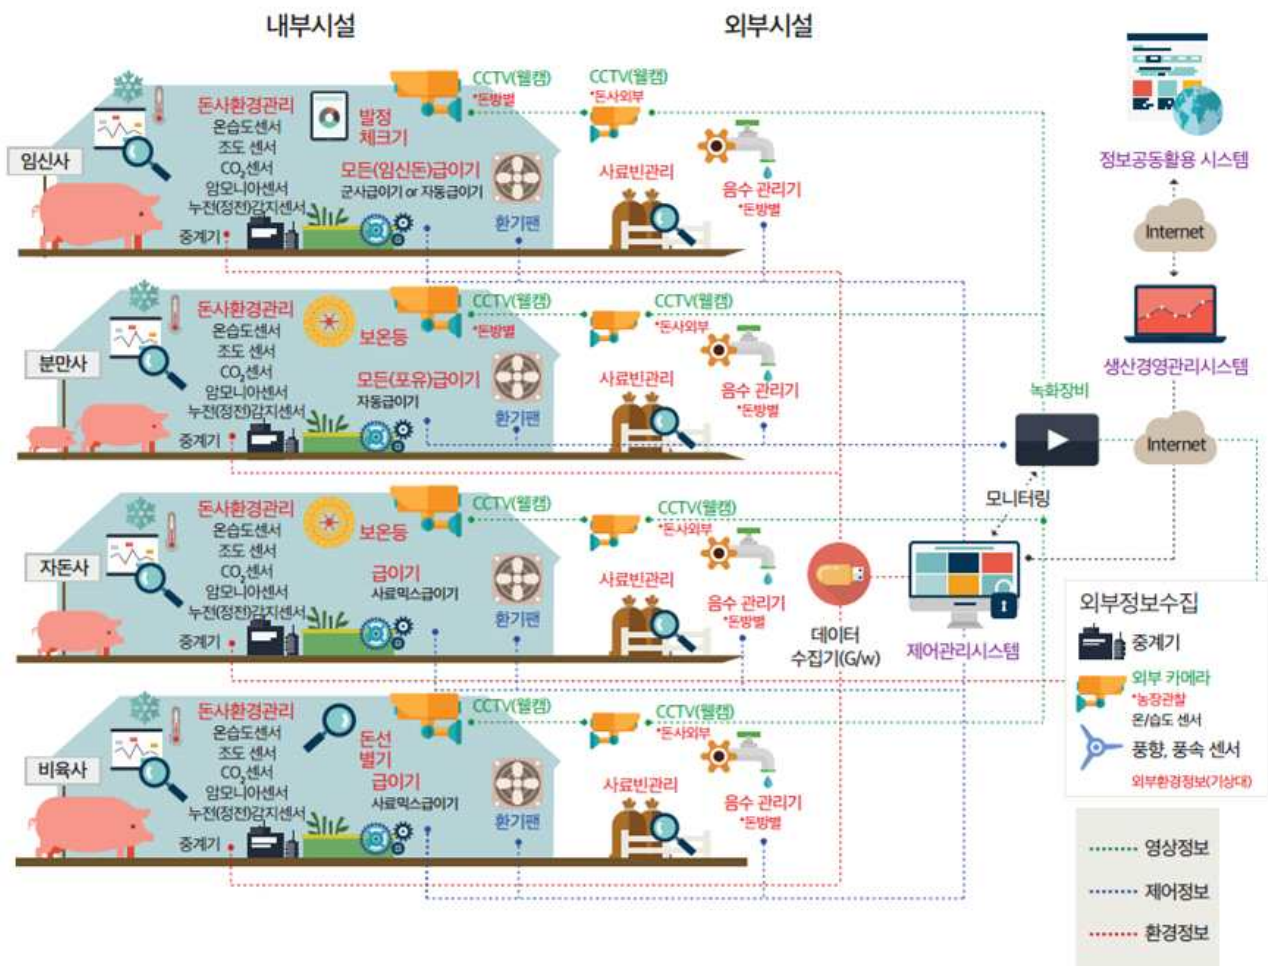 내부시설
외부시설
임신사
돈사환경관리
온습도센서
조도 센서
CO2센서
암모니아센서
누전(정전)감지센서
중계기
발정
체크기
모든(임신돈)급이기
군사급이기 or 자동급이기
CCTV(웰캠)
*돈방별
환기팬
CCTV(웰캠)
*돈사외부
사료빈관리
음수 관리기
*돈방별
분만사
돈사환경관리
온습도센서
조도 센서
CO2센서
암모니아센서
누전(정전)감지센서
중계기
보온등
모든(포유)급이기
자동급이기
CCTV(웰캠)
*돈방별
환기팬
CCTV(웰캠)
*돈사외부
사료빈관리
음수 관리기
*돈방별
자돈사
돈사환경관리
온습도센서
조도 센서
CO2센서
암모니아센서
누전(정전)감지센서
중계기
보온등
급이기
사료믹스급이기
CCTV(웰캠)
환기팬
CCTV(웰캠)
*돈사외부
사료빈관리
음수 관리기
*돈방별
비육사
돈사환경관리
온습도센서
조도 센서
CO2센서
암모니아센서
누전(정전)감지센서
중계기
돈선
별기
급이기
사료믹스급이기
CCTV(웰캠)
환기팬
CCTV(웰캠)
*돈사외부
사료빈관리
음수 관리기
*돈방별
정보공동활용 시스템
Internet
생산경영관리시스템
녹화장비
Internet
모니터링
데이터
수집기(G/w)
제어관리시스템
외부정보수집
중계기
외부 카메라
*농장관찰
온/습도 센서
풍향, 풍속 센서
외부환경정보(기상대)
영상정보
제어정보
환경정보